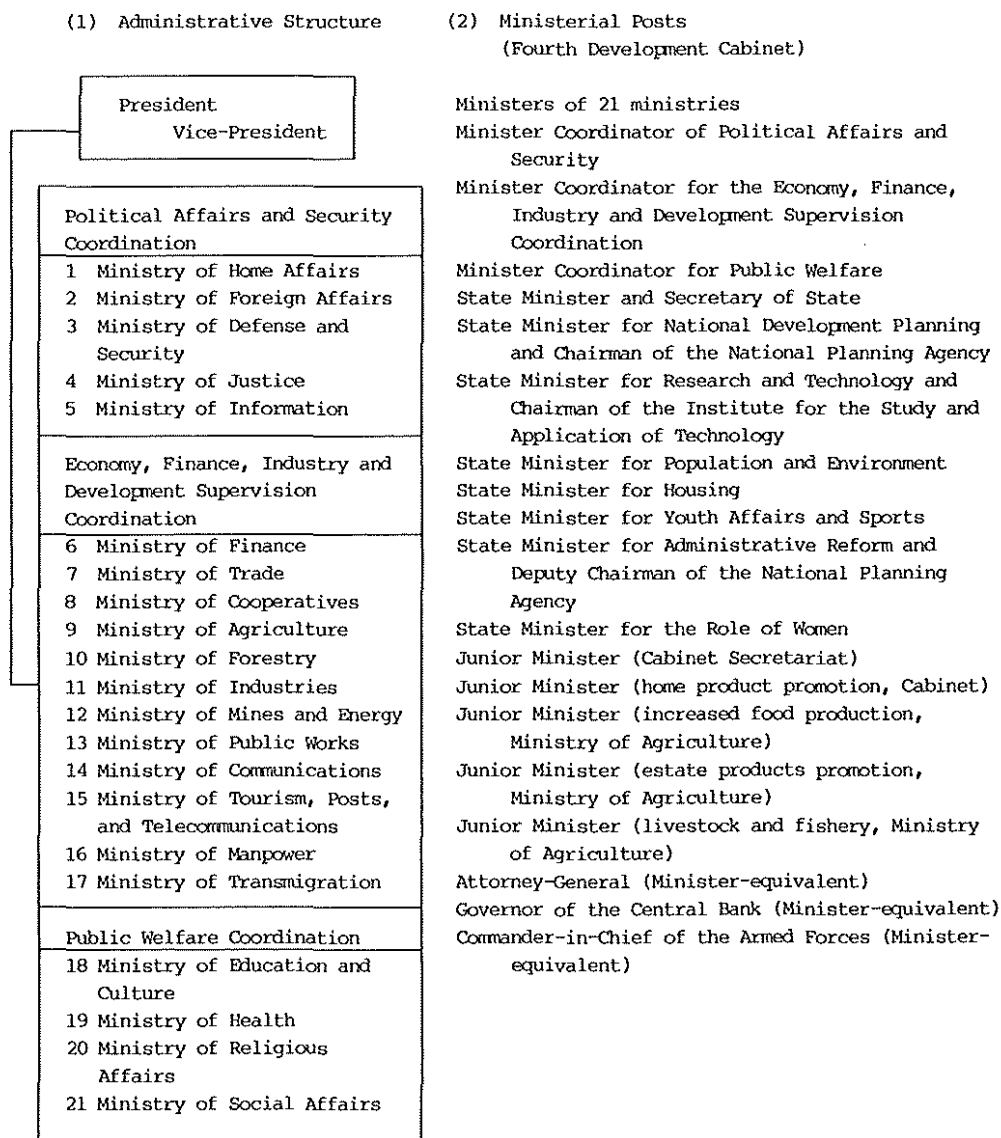 (1) Administrative Structure
President
Vice-President
Political Affairs and Security
Coordination
1 Ministry of Home Affairs
2 Ministry of Foreign Affairs
3 Ministry of Defense and
Security
4 Ministry of Justice
5 Ministry of Information
Economy, Finance, Industry and
Development Supervision
Coordination
6 Ministry of Finance
7 Ministry of Trade
8 Ministry of Cooperatives
9 Ministry of Agriculture
10 Ministry of Forestry
11 Ministry of Industries
12 Ministry of Mines and Energy
13 Ministry of Public Works
14 Ministry of Communications
15 Ministry of Tourism, Posts,
and Telecommunications
16 Ministry of Manpower
17 Ministry of Transmigration
Public Welfare Coordination
18 Ministry of Education and
Culture
19 Ministry of Health
20 Ministry of Religious
Affairs
21 Ministry of Social Affairs
(2) Ministerial Posts
(Fourth Development Cabinet)
Ministers of 21 ministries
Minister Coordinator of Political Affairs and
Security
Minister Coordinator for the Economy, Finance,
Industry and Development Supervision
Coordination
Minister Coordinator for Public Welfare
State Minister and Secretary of State
State Minister for National Development Planning
and Chairman of the National Planning Agency
State Minister for Research and Technology and
Chairman of the Institute for the Study and
Application of Technology
State Minister for Population and Environment
State Minister for Housing
State Minister for Youth Affairs and Sports
State Minister for Administrative Reform and
Deputy Chairman of the National Planning
Agency
State Minister for the Role of Women
Junior Minister (Cabinet Secretariat)
Junior Minister (home product promotion, Cabinet)
Junior Minister (increased food production,
Ministry of Agriculture)
Junior Minister (estate products promotion,
Ministry of Agriculture)
Junior Minister (livestock and fishery, Ministry
of Agriculture)
Attorney-General (Minister-equivalent)
Governor of the Central Bank (Minister-equivalent)
Commander-in-Chief of the Armed Forces (Minister-
equivalent)